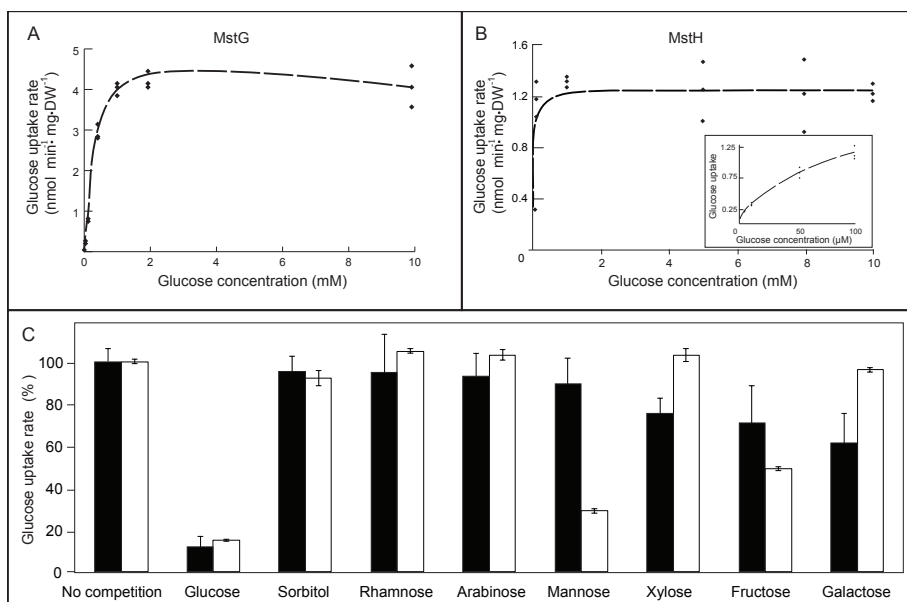 A
MstG
Glucose uptake rate
(nmol min⁻¹ mg·DW⁻¹)
5
4
3
2
1
0
0
2
4
6
8
10
Glucose concentration (mM)
B
MstH
Glucose uptake rate
(nmol min⁻¹ mg·DW⁻¹)
1.6
1.2
0.8
0.4
0
2
4
6
8
10
Glucose concentration (mM)
Glucose uptake
1.25
0.75
0.25
0
50
100
Glucose concentration (µM)
C
Glucose uptake rate (%)
100
80
60
40
20
0
No competition Glucose Sorbitol Rhamnose Arabinose Mannose Xylose Fructose Galactose